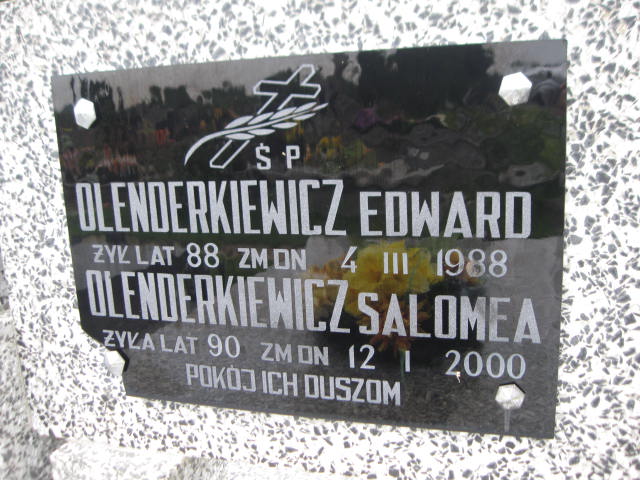 Ś P
OLENDERKIEWICZ EDWARD
ŻYŁ LAT 88 ZM DN 4 III 1988
OLENDERKIEWICZ SALOMEA
ŻYŁA LAT 90 ZM DN 12 I 2000
POKÓJ ICH DUSZOM